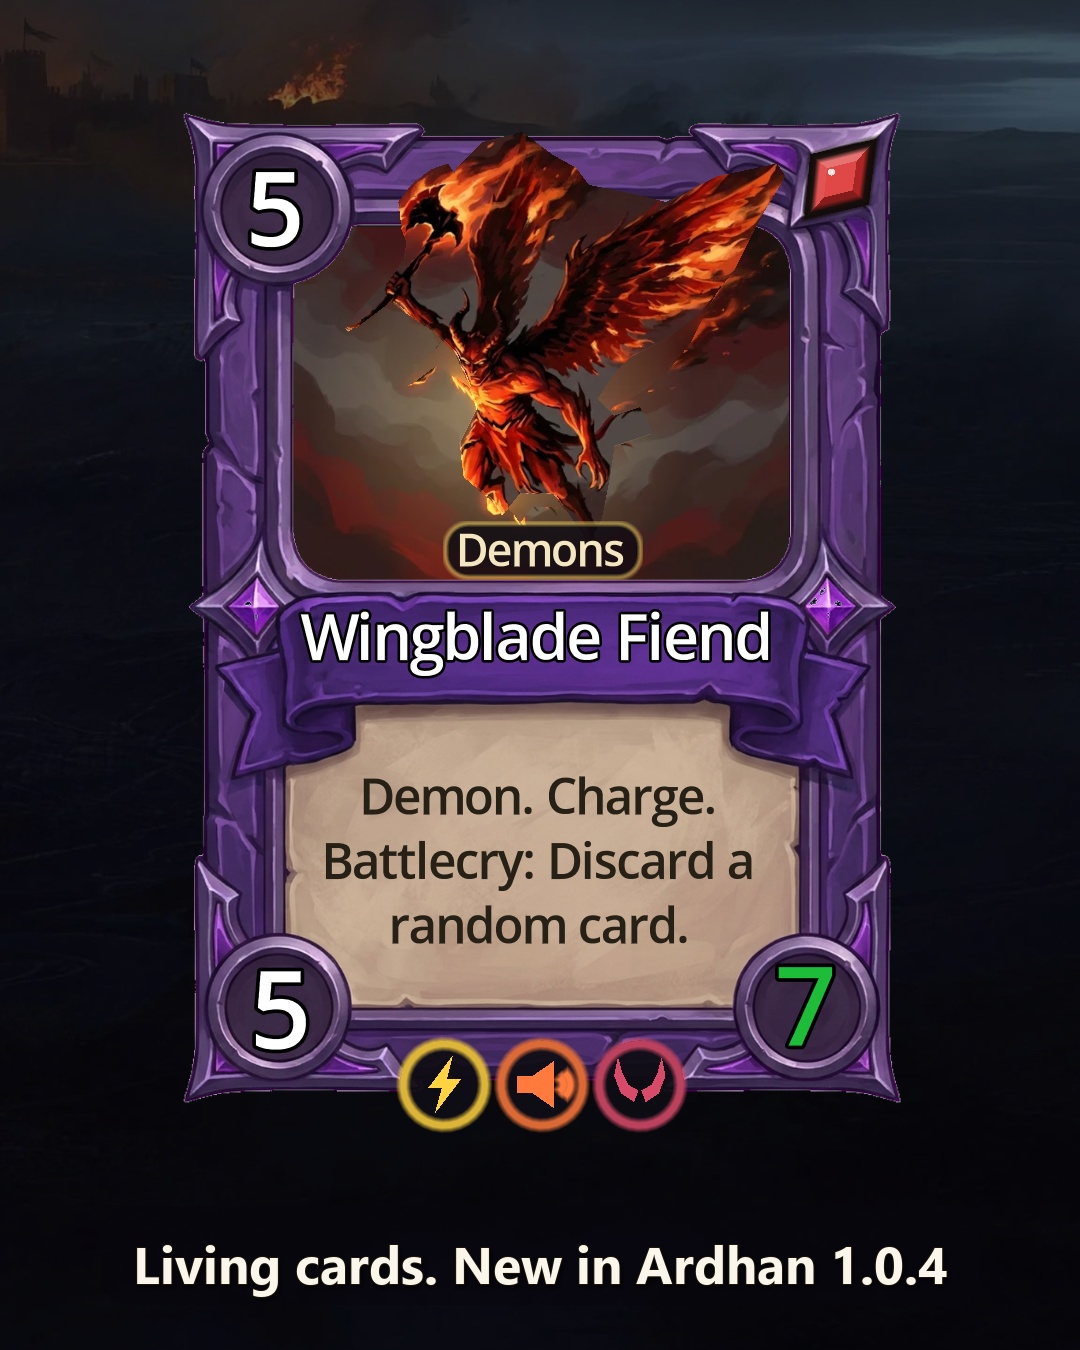 5
Demons
Wingblade Fiend
Demon. Charge.
Battlecry: Discard a
random card.
5
7
Living cards. New in Ardhan 1.0.4